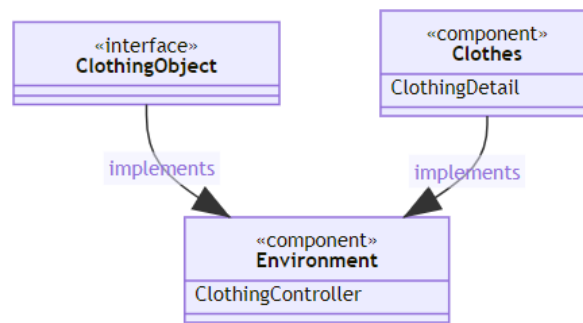 «interface»
ClothingObject
«component»
Clothes
ClothingDetail
implements
implements
«component»
Environment
ClothingController